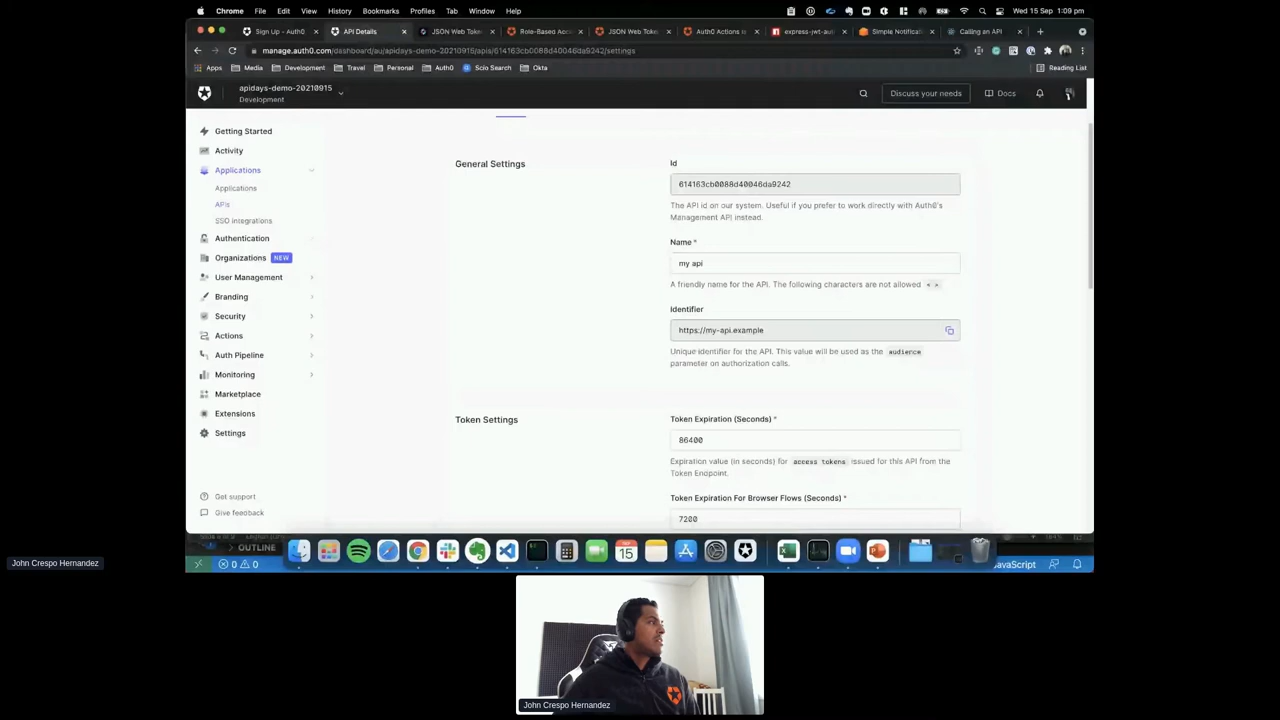 Chrome File Edit View History Bookmarks Profiles Tab Window Help
Wed 15 Sep 1:09 pm
Sign Up - Auth0
API Details
JSON Web Toke
Role-Based Acc
JSON Web Toke
Auth0 Actions is
express-jwt-aut
Simple Notificati
Calling an API
manage.auth0.com/dashboard/au/apidays-demo-20210915/apis/614163cb0088d40046da9242/settings
Apps Media Development Travel Personal Auth0 Scio Search Okta Reading List
apidays-demo-20210915
Development
Discuss your needs
Docs
Getting Started
Activity
Applications
Applications
APIs
SSO Integrations
Authentication
Organizations NEW
User Management
Branding
Security
Actions
Auth Pipeline
Monitoring
Marketplace
Extensions
Settings
Get support
Give feedback
General Settings
Id
614163cb0088d40046da9242
The API id on our system. Useful if you prefer to work directly with Auth0's
Management API instead.
Name *
my api
A friendly name for the API. The following characters are not allowed < >
Identifier
https://my-api.example
Unique identifier for the API. This value will be used as the audience
parameter on authorization calls.
Token Settings
Token Expiration (Seconds) *
86400
Expiration value (in seconds) for access tokens issued for this API from the
Token Endpoint.
Token Expiration For Browser Flows (Seconds) *
7200
OUTLINE
SEP
15
0 0
JavaScript
John Crespo Hernandez
John Crespo Hernandez